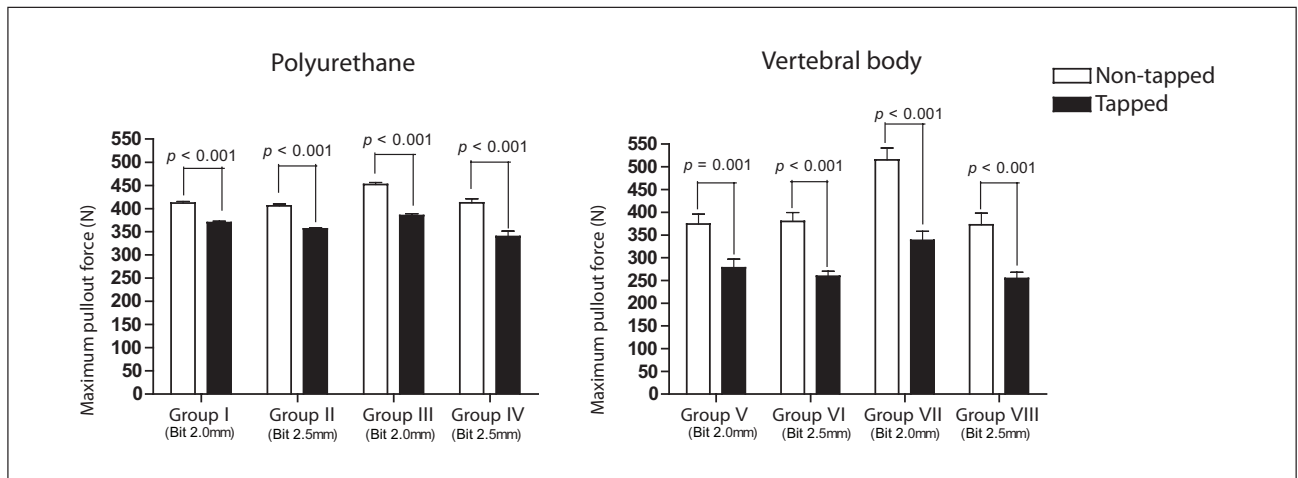 Polyurethane
Vertebral body
Non-tapped
Tapped
Maximum pullout force (N)
550
500
450
400
350
300
250
200
150
100
50
0
p < 0.001
p < 0.001
p < 0.001
p < 0.001
Group I
(Bit 2.0mm)
Group II
(Bit 2.5mm)
Group III
(Bit 2.0mm)
Group IV
(Bit 2.5mm)
Maximum pullout force (N)
550
500
450
400
350
300
250
200
150
100
50
0
p = 0.001
p < 0.001
p < 0.001
p < 0.001
Group V
(Bit 2.0mm)
Group VI
(Bit 2.5mm)
Group VII
(Bit 2.0mm)
Group VIII
(Bit 2.5mm)